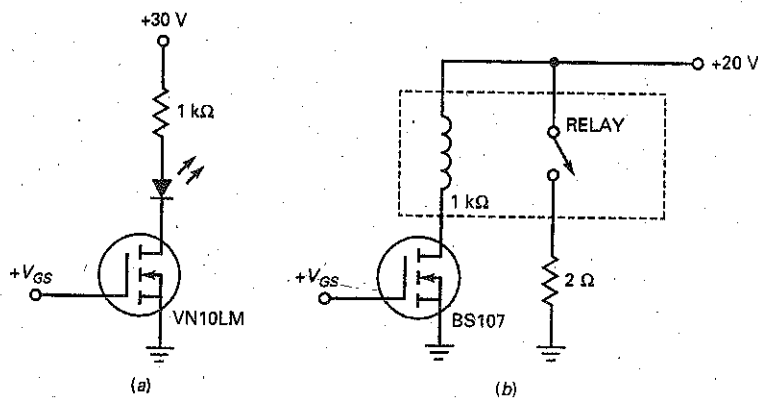 +30 V
1 kΩ
+V_GS
VN10LM
(a)
+20 V
RELAY
1 kΩ
+V_GS
BS107
2 Ω
(b)